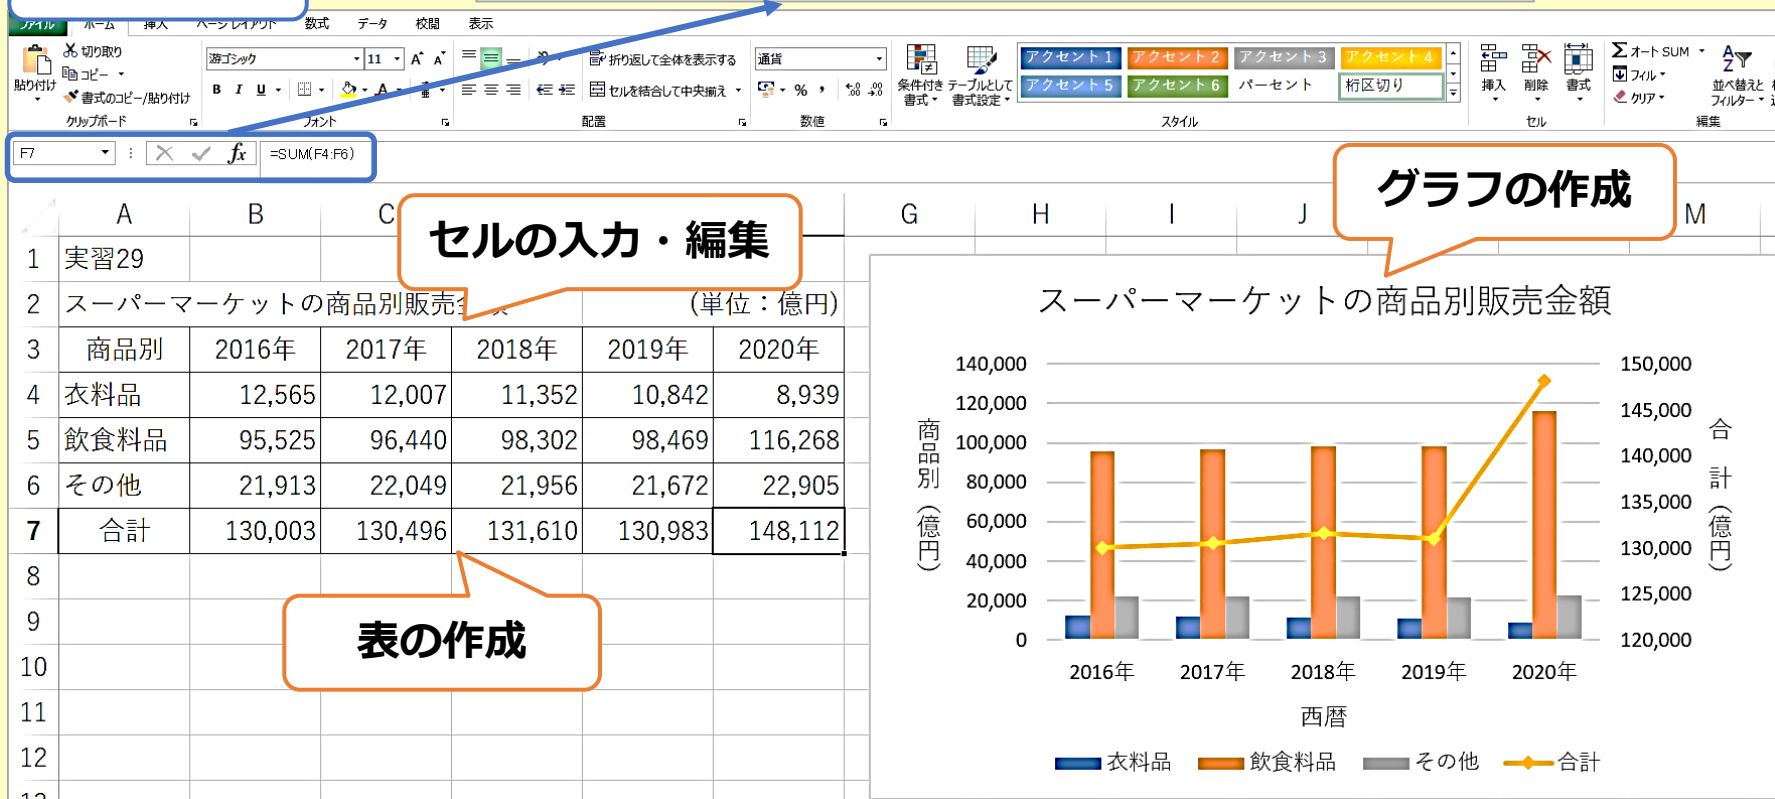 ファイル ホーム 挿入 ページレイアウト 数式 データ 校閲 表示
切り取り
コピー
書式のコピー/貼り付け
貼り付け
クリップボード
游ゴシック 11
B I U
フォント
折り返して全体を表示する
セルを結合して中央揃え
配置
通貨
%
数値
条件付き書式
テーブルとして書式設定
アクセント 1 アクセント 2 アクセント 3 アクセント 4
アクセント 5 アクセント 6 パーセント 桁区切り
スタイル
挿入 削除 書式
セル
オート SUM
フィル
クリア
並べ替えと
フィルター
編集
F7 fx =SUM(F4:F6)
グラフの作成
セルの入力・編集
A B C G H I J M
1 実習29
2 スーパーマーケットの商品別販売 (単位：億円)
3 商品別 2016年 2017年 2018年 2019年 2020年
4 衣料品 12,565 12,007 11,352 10,842 8,939
5 飲食料品 95,525 96,440 98,302 98,469 116,268
6 その他 21,913 22,049 21,956 21,672 22,905
7 合計 130,003 130,496 131,610 130,983 148,112
8
9
10
11
12
表の作成
スーパーマーケットの商品別販売金額
商品別（億円）
140,000
120,000
100,000
80,000
60,000
40,000
20,000
0
150,000
145,000
140,000
135,000
130,000
125,000
120,000
合計（億円）
2016年 2017年 2018年 2019年 2020年
西暦
衣料品 飲食料品 その他 合計